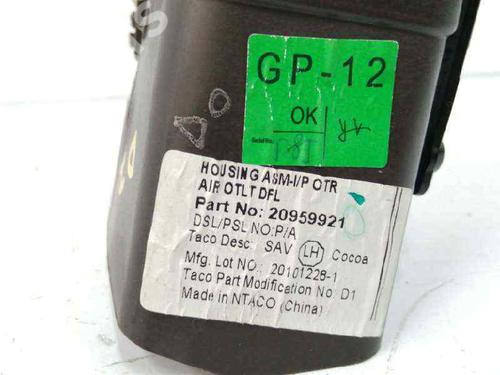 GP-12
OK
HOUSING ASM-I/P OTR
AIR OTLT DFL
Part No: 20959921
DSL/PSL NO:P/A
Taco Desc: SAV LH Cocoa
Mfg. Lot NO.: 20101228-1
Taco Part Modification No: D1
Made in NTACO (China)